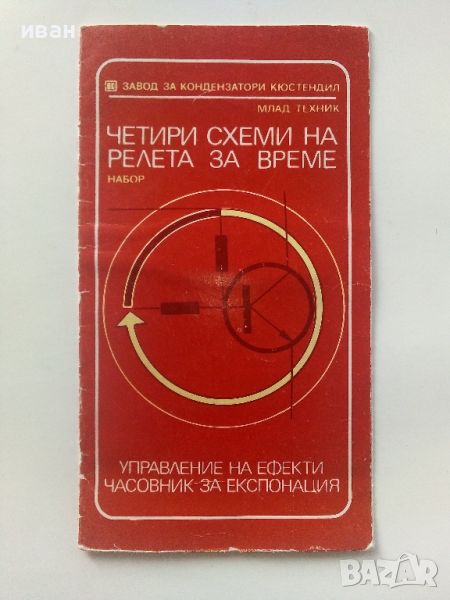 иван
ЗАВОД ЗА КОНДЕНЗАТОРИ КЮСТЕНДИЛ
МЛАД ТЕХНИК
ЧЕТИРИ СХЕМИ НА
РЕЛЕТА ЗА ВРЕМЕ
НАБОР
УПРАВЛЕНИЕ НА ЕФЕКТИ
ЧАСОВНИК ЗА ЕКСПОНАЦИЯ
BAZAR